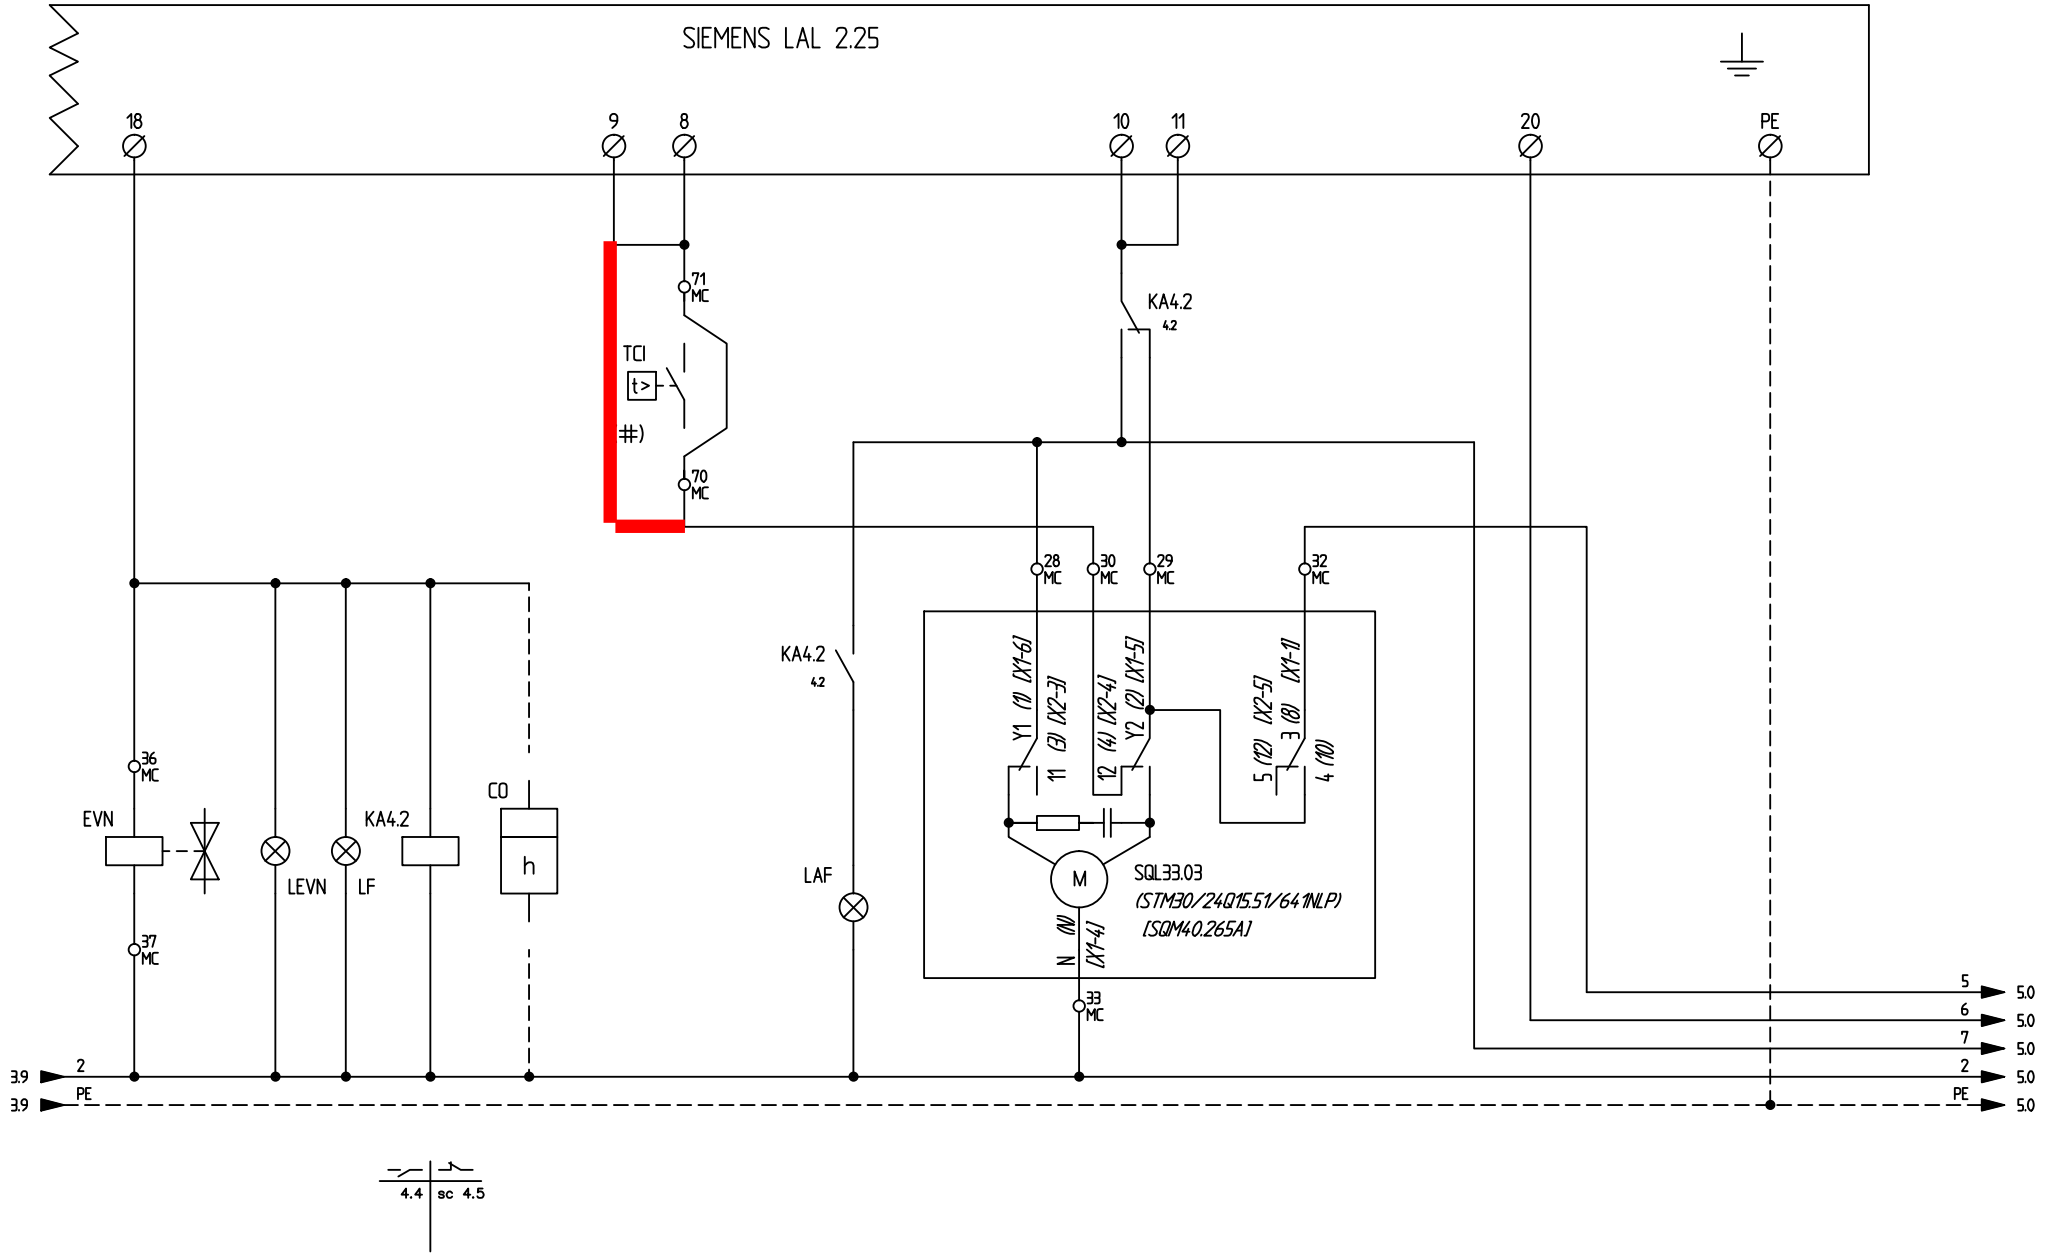 SIEMENS LAL 2.25
18
9
8
10
11
20
PE
71
MC
KA4.2
4.2
TCI
t>
#)
70
MC
28
MC
30
MC
29
MC
32
MC
Y1 (1) [X1-6]
11 (3) [X2-3]
12 (4) [X2-4]
Y2 (2) [X1-5]
5 (12) [X2-5]
3 (8) [X1-1]
4 (10)
KA4.2
4.2
36
MC
CO
EVN
KA4.2
h
LEVN
LF
LAF
M
SQL33.03
(STM30/24Q15.51/641NLP)
[SQM40.265A]
N (N)
[X1-4]
37
MC
33
MC
5
5.0
6
5.0
7
5.0
3.9
2
2
5.0
3.9
PE
PE
5.0
4.4
sc 4.5